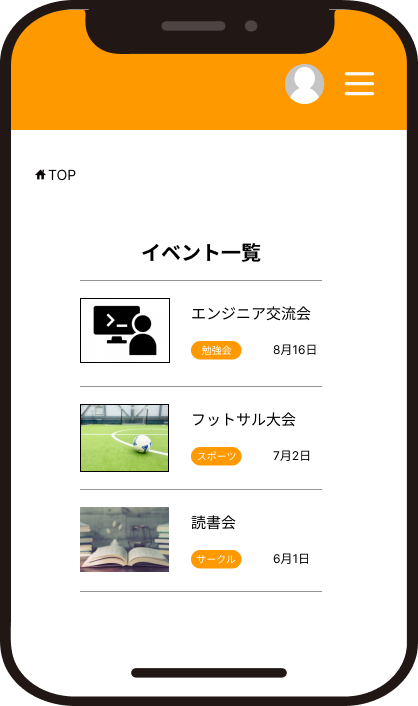 TOP
イベント一覧
エンジニア交流会
勉強会 8月16日
フットサル大会
スポーツ 7月2日
読書会
サークル 6月1日